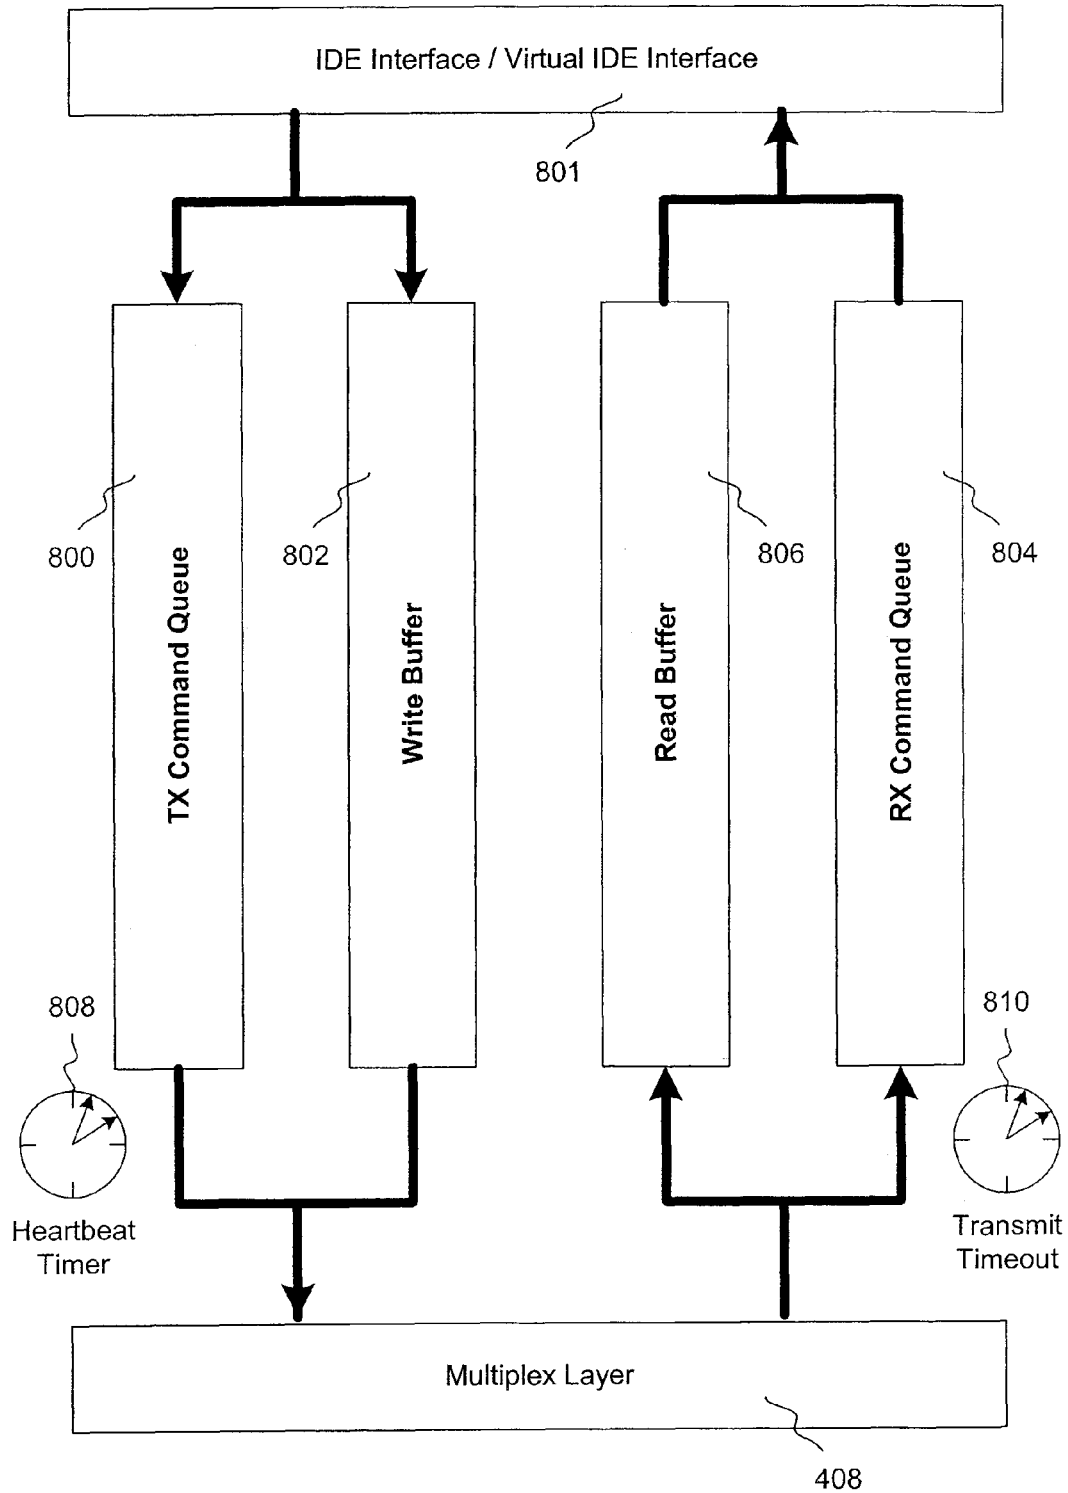 IDE Interface / Virtual IDE Interface
801
800
802
806
804
TX Command Queue
Write Buffer
Read Buffer
RX Command Queue
808
810
Heartbeat
Timer
Transmit
Timeout
Multiplex Layer
408